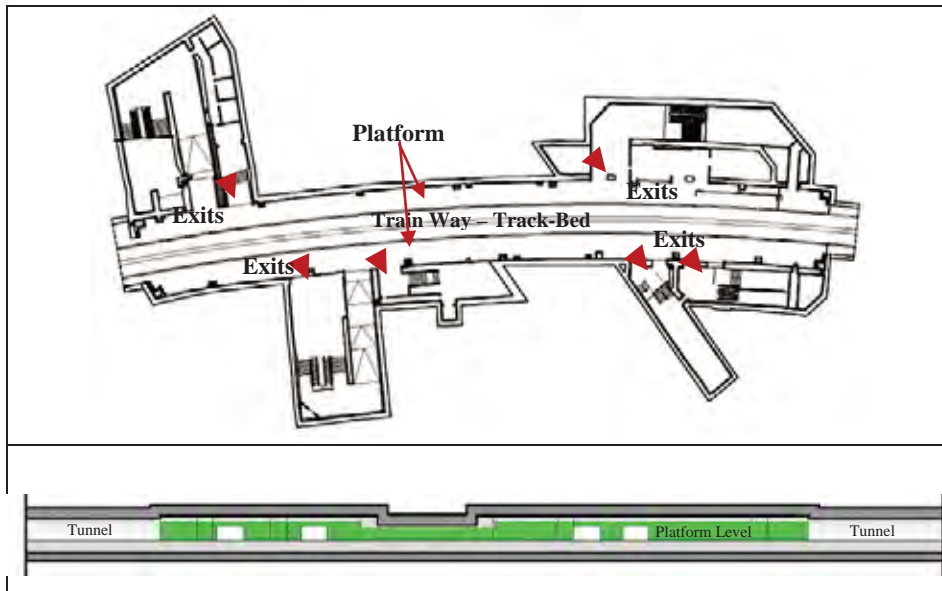 Platform
Exits
Exits
Train Way – Track-Bed
Exits
Exits
Tunnel
Platform Level
Tunnel